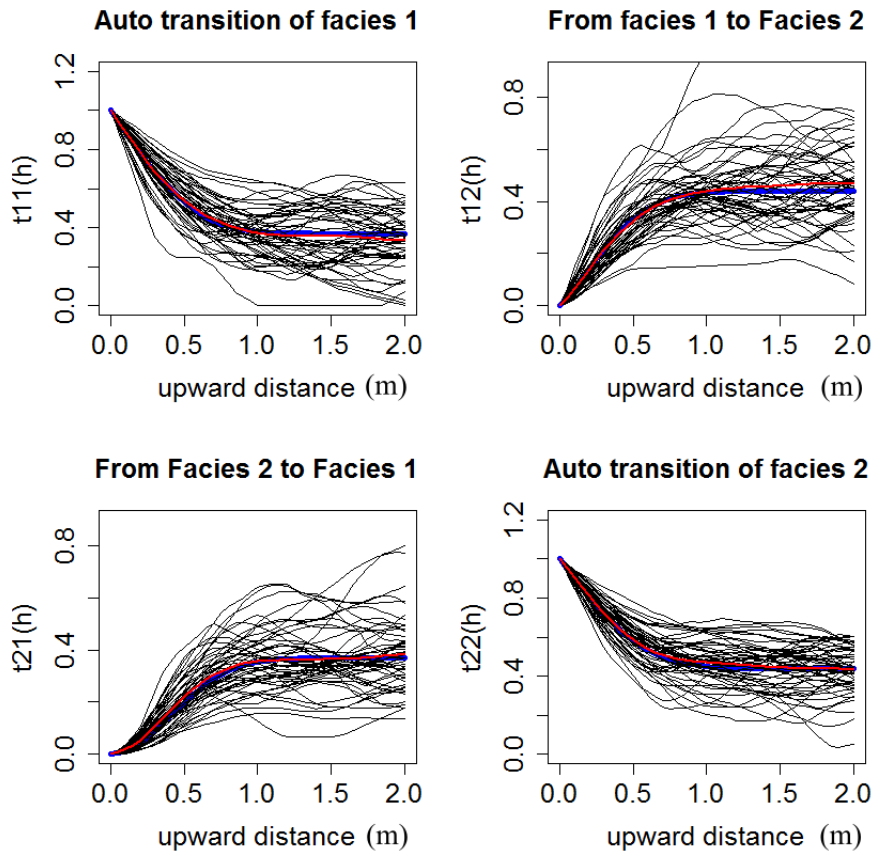 Auto transition of facies 1
t11(h)
1.2
0.8
0.4
0.0
0.0 0.5 1.0 1.5 2.0
upward distance (m)
From facies 1 to Facies 2
t12(h)
0.8
0.4
0.0
0.0 0.5 1.0 1.5 2.0
upward distance (m)
From Facies 2 to Facies 1
t21(h)
0.8
0.4
0.0
0.0 0.5 1.0 1.5 2.0
upward distance (m)
Auto transition of facies 2
t22(h)
1.2
0.8
0.4
0.0
0.0 0.5 1.0 1.5 2.0
upward distance (m)